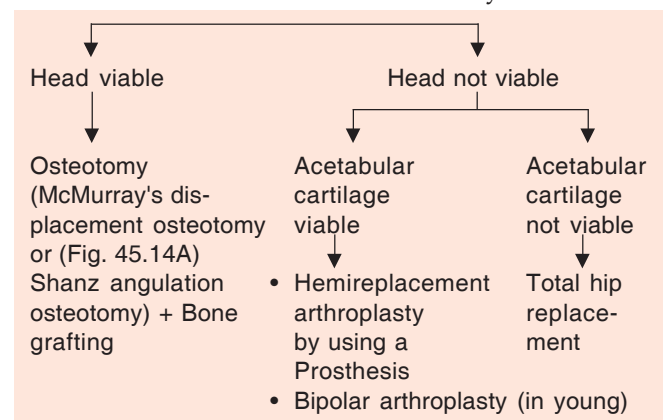 Head viable
Head not viable
Osteotomy
(McMurray's dis-
placement osteotomy
or (Fig. 45.14A)
Shanz angulation
osteotomy) + Bone
grafting
Acetabular
cartilage
viable
• Hemireplacement
arthroplasty
by using a
Prosthesis
• Bipolar arthroplasty (in young)
Acetabular
cartilage
not viable
Total hip
replace-
ment